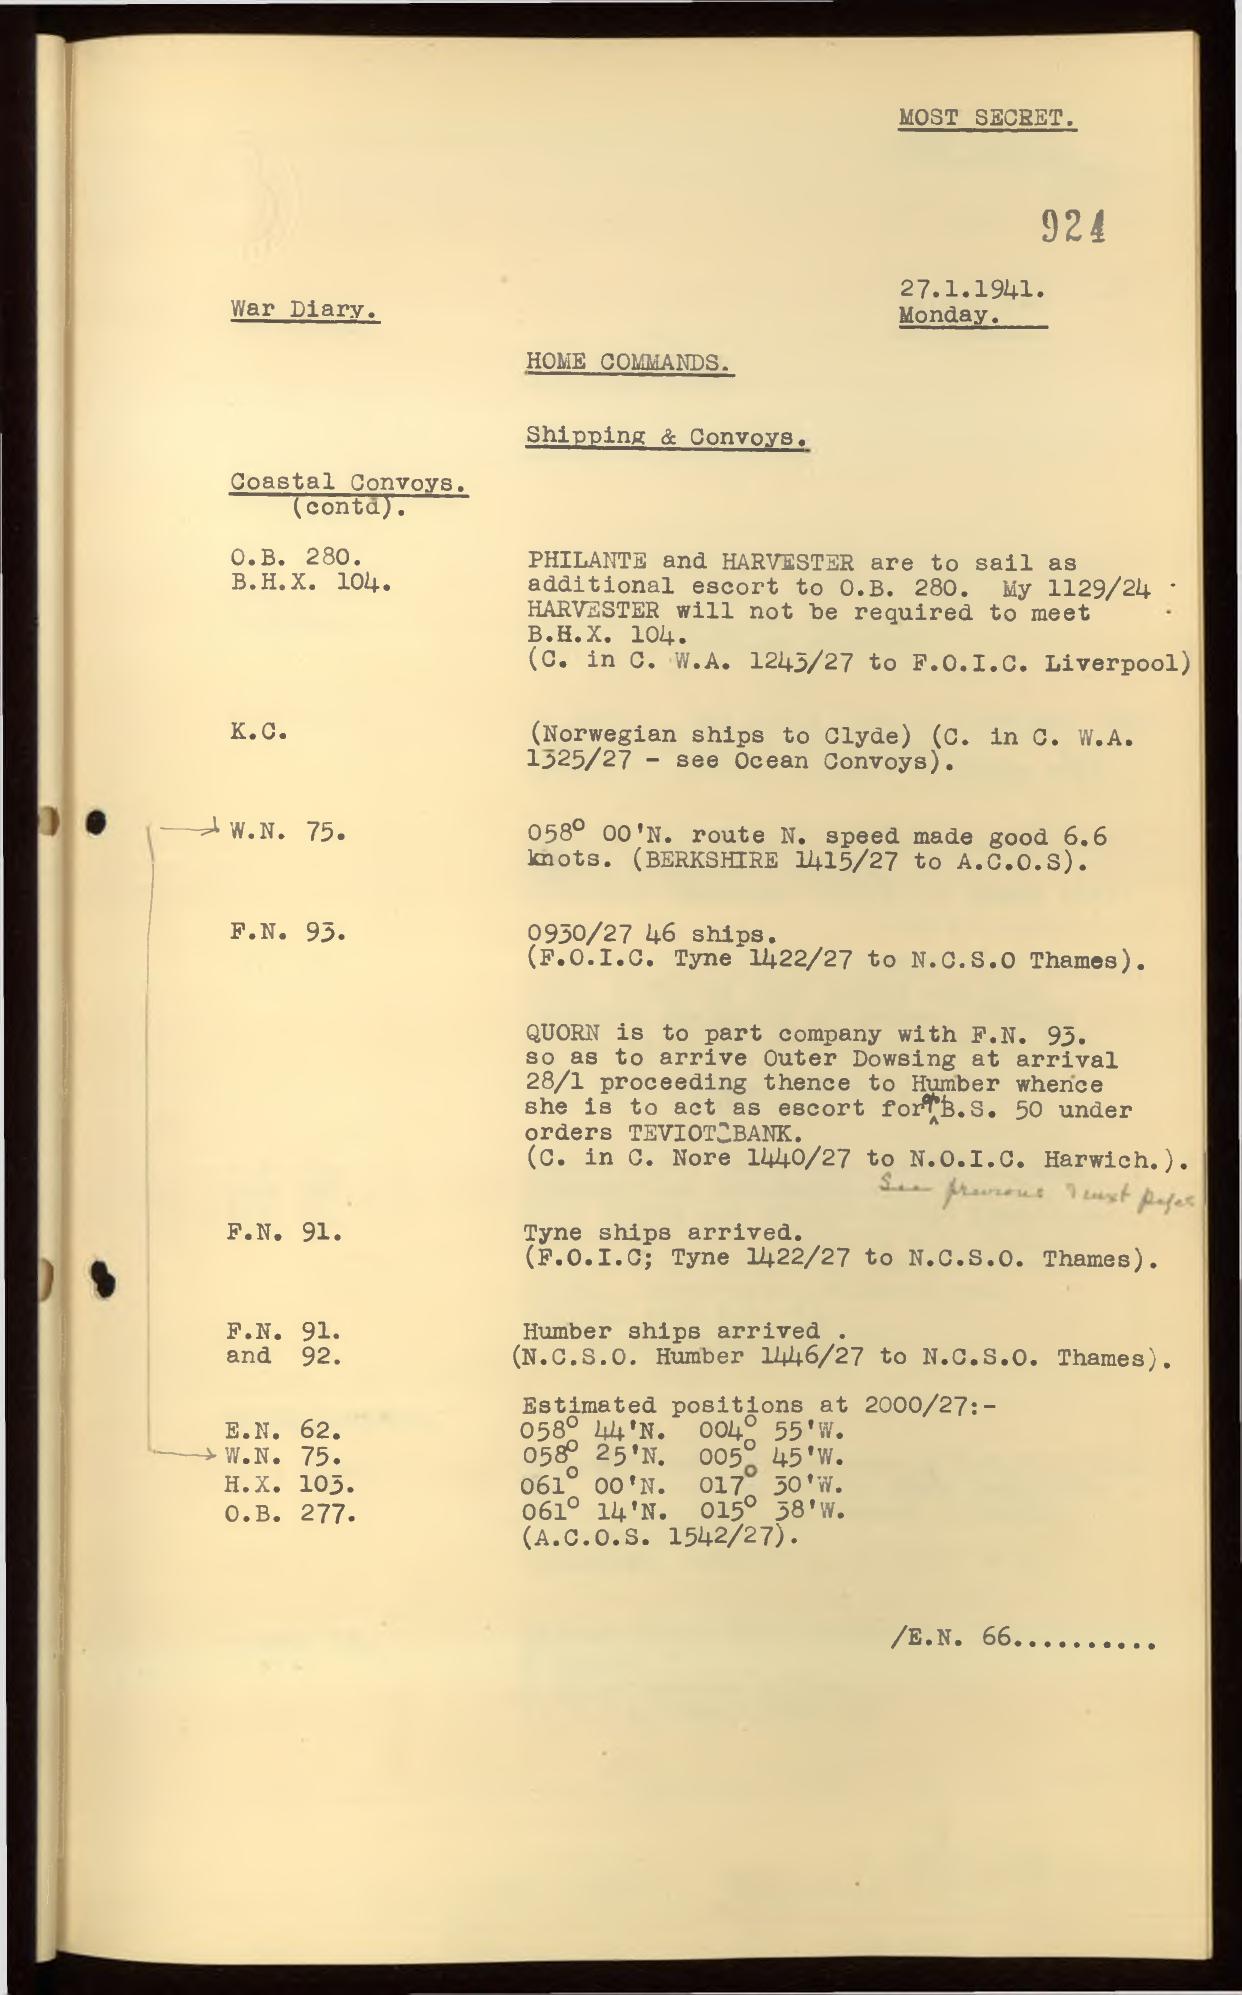 MOST SECRET.
924
27.1.1941.
War Diary.
Monday.
HOME COMMANDS.
Shipping & Convoys.
Coastal Convoys.
(contd).
O.B. 280.
B.H.X. 104.
PHILANTE and HARVESTER are to sail as
additional escort to O.B. 280. My 1129/24
HARVESTER will not be required to meet
B.H.X. 104.
(C. in C. W.A. 1243/27 to F.O.I.C. Liverpool)
K.C.
(Norwegian ships to Clyde) (C. in C. W.A.
1325/27 - see Ocean Convoys).
W.N. 75.
058° 00'N. route N. speed made good 6.6
knots. (BERKSHIRE 1415/27 to A.C.O.S).
F.N. 93.
0930/27 46 ships.
(F.O.I.C. Tyne 1422/27 to N.C.S.O Thames).
QUORN is to part company with F.N. 93.
so as to arrive Outer Dowsing at arrival
28/1 proceeding thence to Humber whence
she is to act as escort for B.S. 50 under
orders TEVIOT BANK.
(C. in C. Nore 1440/27 to N.O.I.C. Harwich.).
See previous & next pages
F.N. 91.
Tyne ships arrived.
(F.O.I.C; Tyne 1422/27 to N.C.S.O. Thames).
F.N. 91.
and 92.
Humber ships arrived .
(N.C.S.O. Humber 1446/27 to N.C.S.O. Thames).
Estimated positions at 2000/27:-
E.N. 62. 058° 44'N. 004° 55'W.
W.N. 75. 058° 25'N. 005° 45'W.
H.X. 103. 061° 00'N. 017° 30'W.
O.B. 277. 061° 14'N. 015° 38'W.
(A.C.O.S. 1542/27).
/E.N. 66..........